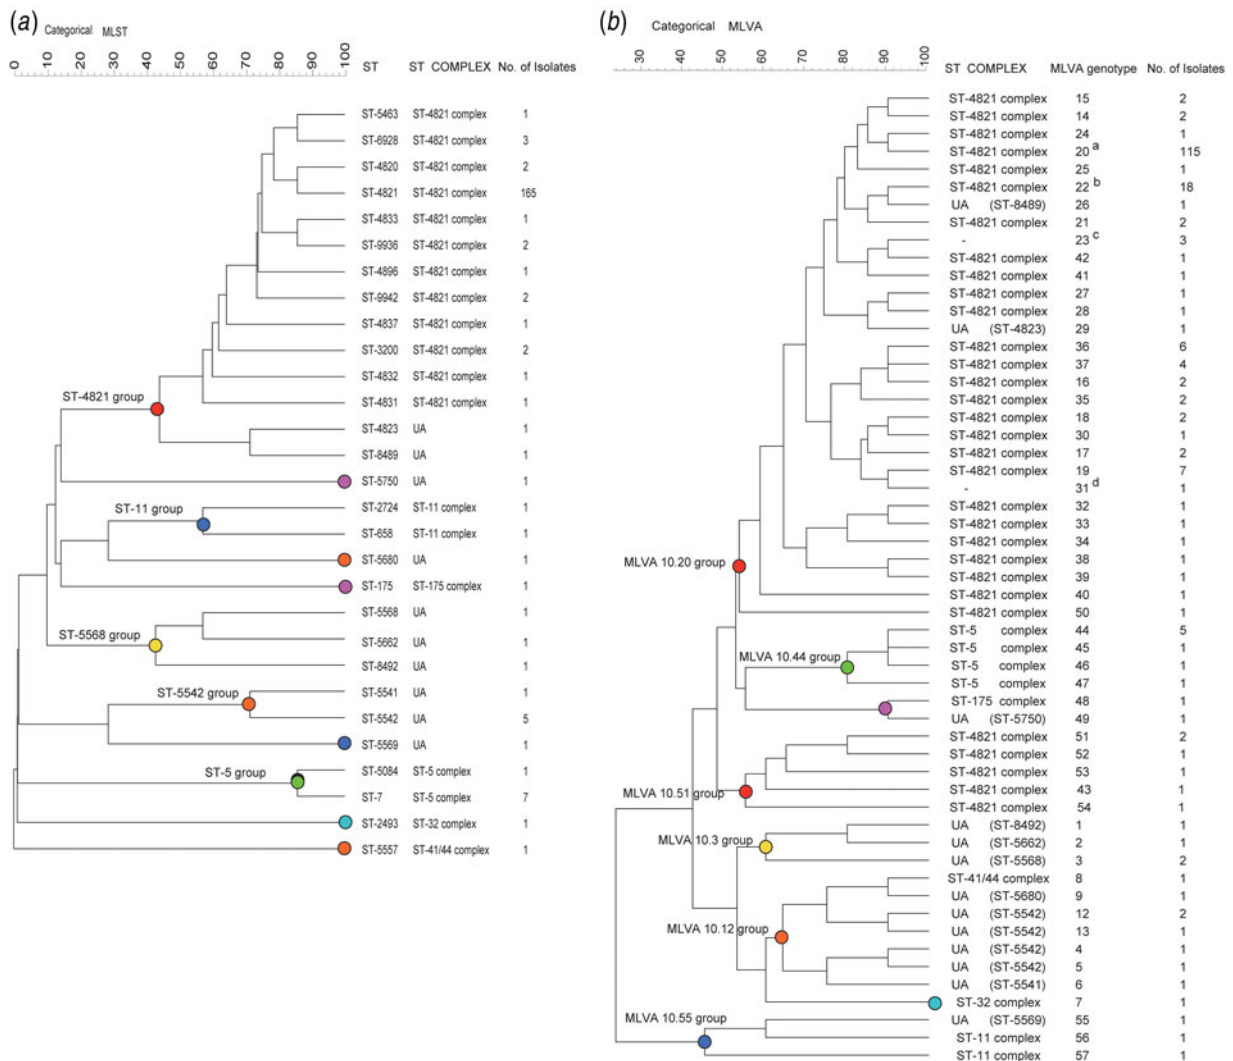 (a) Categorical MLST
0 10 20 30 40 50 60 70 80 90 100
ST ST COMPLEX No. of Isolates
ST-5463 ST-4821 complex 1
ST-6928 ST-4821 complex 3
ST-4820 ST-4821 complex 2
ST-4821 ST-4821 complex 165
ST-4833 ST-4821 complex 1
ST-9936 ST-4821 complex 2
ST-4896 ST-4821 complex 1
ST-9942 ST-4821 complex 2
ST-4837 ST-4821 complex 1
ST-3200 ST-4821 complex 2
ST-4832 ST-4821 complex 1
ST-4831 ST-4821 complex 1
ST-4821 group
ST-4823 UA 1
ST-8489 UA 1
ST-5750 UA 1
ST-11 group
ST-2724 ST-11 complex 1
ST-658 ST-11 complex 1
ST-5680 UA 1
ST-175 ST-175 complex 1
ST-5568 UA 1
ST-5568 group
ST-5662 UA 1
ST-8492 UA 1
ST-5542 group
ST-5541 UA 1
ST-5542 UA 5
ST-5569 UA 1
ST-5 group
ST-5084 ST-5 complex 1
ST-7 ST-5 complex 7
ST-2493 ST-32 complex 1
ST-5557 ST-41/44 complex 1
(b) Categorical MLVA
30 40 50 60 70 80 90 100
ST COMPLEX MLVA genotype No. of Isolates
ST-4821 complex 15 2
ST-4821 complex 14 2
ST-4821 complex 24 1
ST-4821 complex 20 a 115
ST-4821 complex 25 1
ST-4821 complex 22 b 18
UA (ST-8489) 26 1
ST-4821 complex 21 2
- 23 c 3
ST-4821 complex 42 1
ST-4821 complex 41 1
ST-4821 complex 27 1
ST-4821 complex 28 1
UA (ST-4823) 29 1
ST-4821 complex 36 6
ST-4821 complex 37 4
ST-4821 complex 16 2
ST-4821 complex 35 2
ST-4821 complex 18 2
ST-4821 complex 30 1
ST-4821 complex 17 2
ST-4821 complex 19 7
- 31 d 1
ST-4821 complex 32 1
ST-4821 complex 33 1
ST-4821 complex 34 1
MLVA 10.20 group
ST-4821 complex 38 1
ST-4821 complex 39 1
ST-4821 complex 40 1
ST-4821 complex 50 1
ST-5 complex 44 5
ST-5 complex 45 1
MLVA 10.44 group
ST-5 complex 46 1
ST-5 complex 47 1
ST-175 complex 48 1
UA (ST-5750) 49 1
ST-4821 complex 51 2
ST-4821 complex 52 1
ST-4821 complex 53 1
MLVA 10.51 group
ST-4821 complex 43 1
ST-4821 complex 54 1
UA (ST-8492) 1 1
MLVA 10.3 group
UA (ST-5662) 2 1
UA (ST-5568) 3 2
ST-41/44 complex 8 1
UA (ST-5680) 9 1
UA (ST-5542) 12 2
MLVA 10.12 group
UA (ST-5542) 13 1
UA (ST-5542) 4 1
UA (ST-5542) 5 1
UA (ST-5541) 6 1
ST-32 complex 7 1
MLVA 10.55 group
UA (ST-5569) 55 1
ST-11 complex 56 1
ST-11 complex 57 1